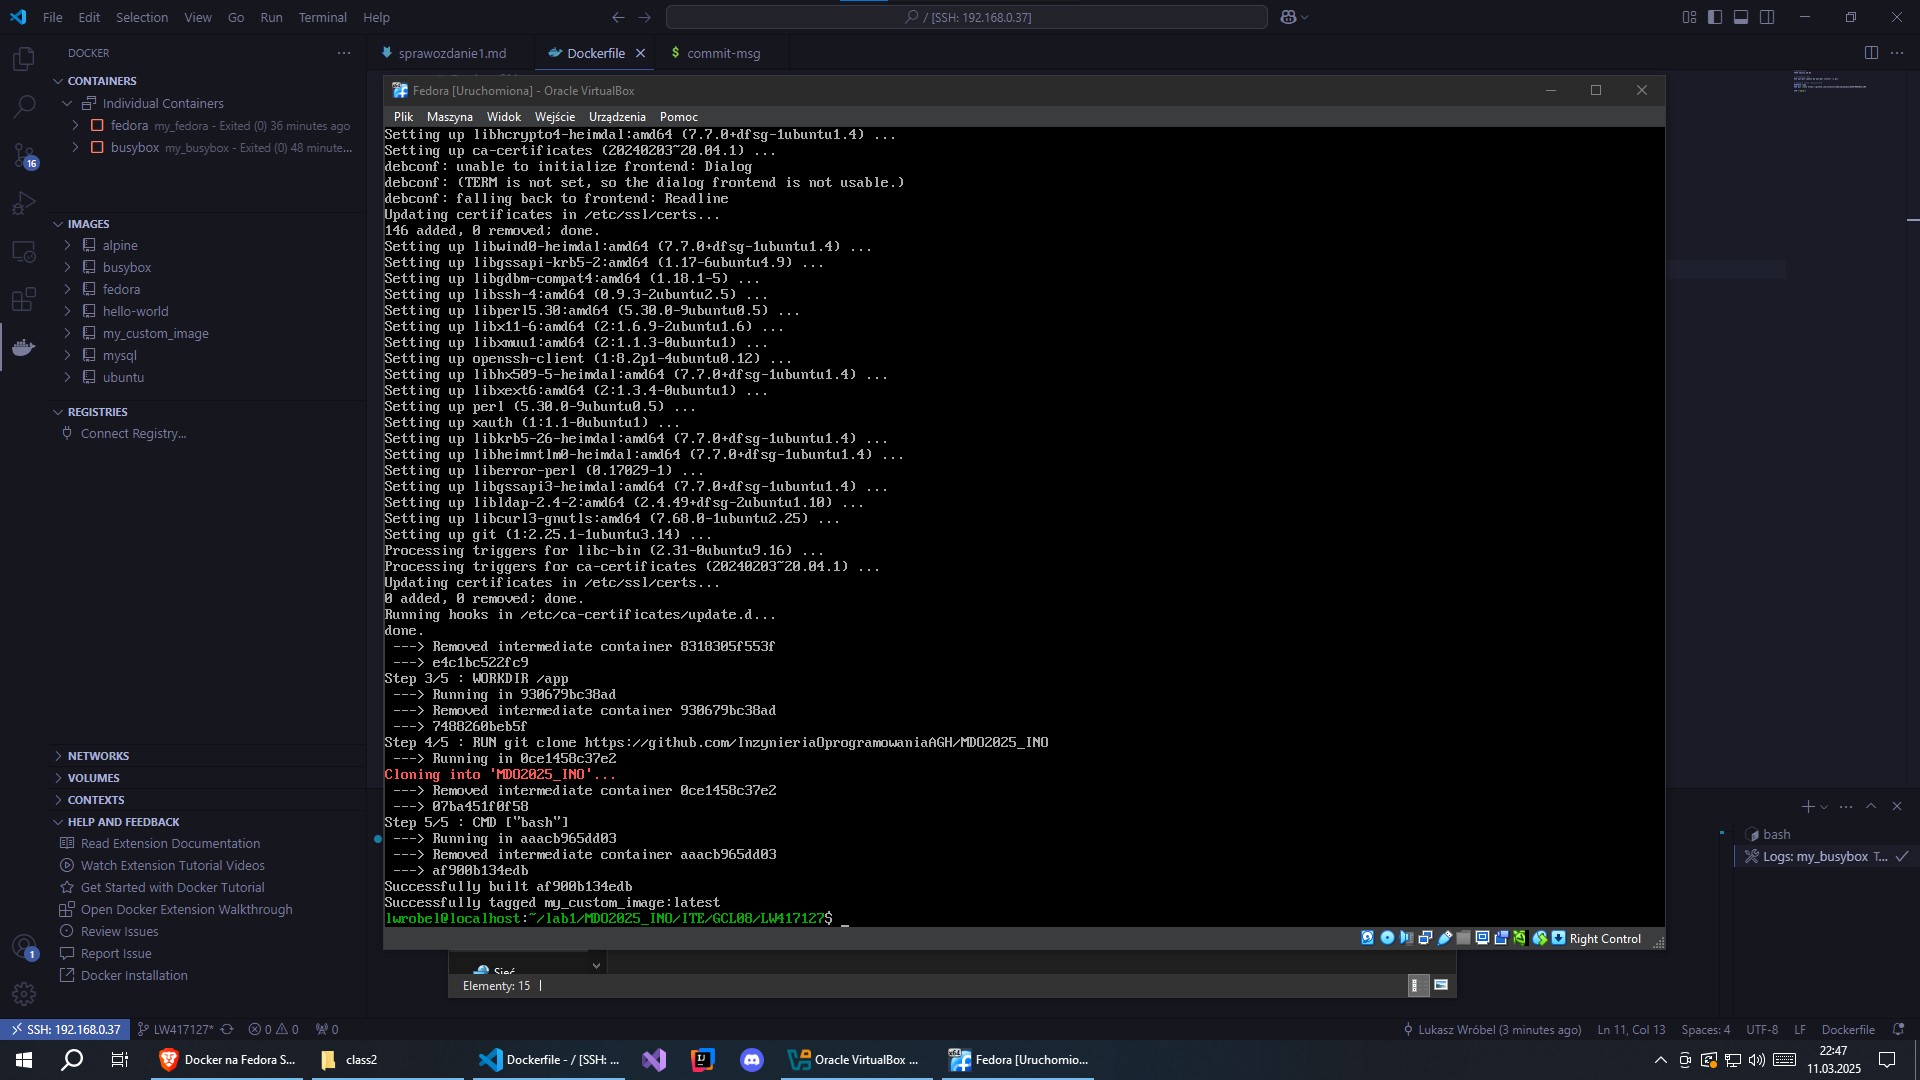 File Edit Selection View Go Run Terminal Help
/ [SSH: 192.168.0.37]
DOCKER
CONTAINERS
Individual Containers
fedora my_fedora - Exited (0) 36 minutes ago
busybox my_busybox - Exited (0) 48 minute...
16
IMAGES
alpine
busybox
fedora
hello-world
my_custom_image
mysql
ubuntu
REGISTRIES
Connect Registry...
NETWORKS
VOLUMES
CONTEXTS
HELP AND FEEDBACK
Read Extension Documentation
Watch Extension Tutorial Videos
Get Started with Docker Tutorial
Open Docker Extension Walkthrough
Review Issues
Report Issue
Docker Installation
1
sprawozdanie1.md
Dockerfile
commit-msg
Fedora [Uruchomiona] - Oracle VirtualBox
Plik Maszyna Widok Wejście Urządzenia Pomoc
Setting up libhcrypto4-heimdal:amd64 (7.7.0+dfsg-1ubuntu1.4) ...
Setting up ca-certificates (20240203~20.04.1) ...
debconf: unable to initialize frontend: Dialog
debconf: (TERM is not set, so the dialog frontend is not usable.)
debconf: falling back to frontend: Readline
Updating certificates in /etc/ssl/certs...
146 added, 0 removed; done.
Setting up libwind0-heimdal:amd64 (7.7.0+dfsg-1ubuntu1.4) ...
Setting up libgssapi-krb5-2:amd64 (1.17-6ubuntu4.9) ...
Setting up libgdbm-compat4:amd64 (1.18.1-5) ...
Setting up libssh-4:amd64 (0.9.3-2ubuntu2.5) ...
Setting up libperl5.30:amd64 (5.30.0-9ubuntu0.5) ...
Setting up libx11-6:amd64 (2:1.6.9-2ubuntu1.6) ...
Setting up libxmuu1:amd64 (2:1.1.3-0ubuntu1) ...
Setting up openssh-client (1:8.2p1-4ubuntu0.12) ...
Setting up libhx509-5-heimdal:amd64 (7.7.0+dfsg-1ubuntu1.4) ...
Setting up libxext6:amd64 (2:1.3.4-0ubuntu1) ...
Setting up perl (5.30.0-9ubuntu0.5) ...
Setting up xauth (1:1.1-0ubuntu1) ...
Setting up libkrb5-26-heimdal:amd64 (7.7.0+dfsg-1ubuntu1.4) ...
Setting up libheimntlm0-heimdal:amd64 (7.7.0+dfsg-1ubuntu1.4) ...
Setting up liberror-perl (0.17029-1) ...
Setting up libgssapi3-heimdal:amd64 (7.7.0+dfsg-1ubuntu1.4) ...
Setting up libldap-2.4-2:amd64 (2.4.49+dfsg-2ubuntu1.10) ...
Setting up libcurl3-gnutls:amd64 (7.68.0-1ubuntu2.25) ...
Setting up git (1:2.25.1-1ubuntu3.14) ...
Processing triggers for libc-bin (2.31-0ubuntu9.16) ...
Processing triggers for ca-certificates (20240203~20.04.1) ...
Updating certificates in /etc/ssl/certs...
0 added, 0 removed; done.
Running hooks in /etc/ca-certificates/update.d...
done.
---> Removed intermediate container 8318305f553f
---> e4c1bc522fc9
Step 3/5 : WORKDIR /app
---> Running in 930679bc38ad
---> Removed intermediate container 930679bc38ad
---> 7488260beb5f
Step 4/5 : RUN git clone https://github.com/InzynieriaOprogramowaniaAGH/MDO2025_INO
---> Running in 0ce1458c37e2
Cloning into 'MDO2025_INO'...
---> Removed intermediate container 0ce1458c37e2
---> 07ba451f0f58
Step 5/5 : CMD ["bash"]
---> Running in aaacb965dd03
---> Removed intermediate container aaacb965dd03
---> af900b134edb
Successfully built af900b134edb
Successfully tagged my_custom_image:latest
lwrobel@localhost:~/lab1/MDO2025_INO/ITE/GCL08/LW417127$ _
Right Control
Sieć
Elementy: 15
bash
Logs: my_busybox T...
SSH: 192.168.0.37 LW417127* 0 0 0
Lukasz Wróbel (3 minutes ago) Ln 11, Col 13 Spaces: 4 UTF-8 LF Dockerfile
Docker na Fedora S... class2 Dockerfile - / [SSH: ... Oracle VirtualBox ... Fedora [Uruchomio...
22:47
11.03.2025